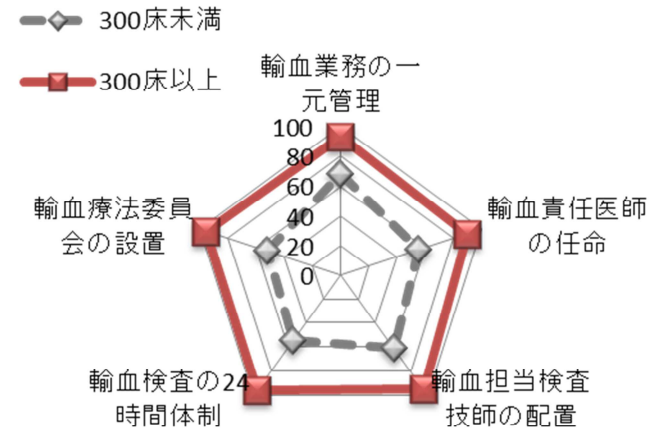 300床未満
300床以上
輸血業務の一
元管理
100
80
60
40
20
0
輸血療法委員
会の設置
輸血責任医師
の任命
輸血検査の24
時間体制
輸血担当検査
技師の配置